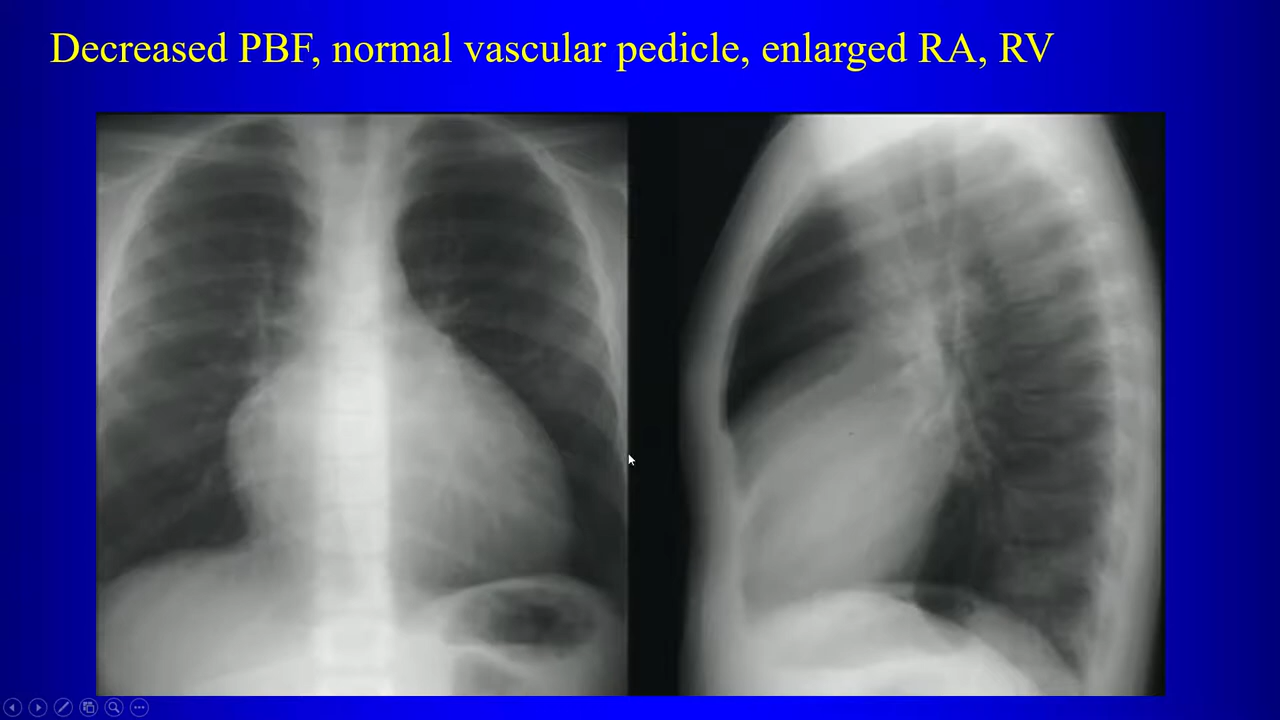 Decreased PBF, normal vascular pedicle, enlarged RA, RV